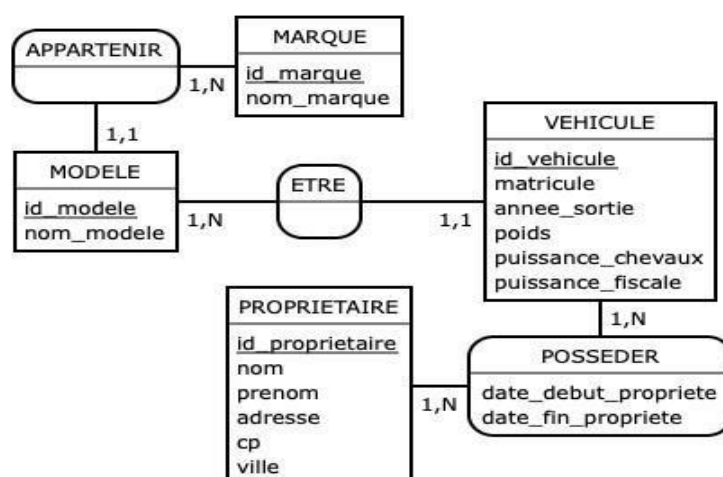 APPARTENIR
MARQUE
id_marque
nom_marque
1,N
1,1
MODELE
id_modele
nom_modele
1,N
ETRE
1,1
VEHICULE
id_vehicule
matricule
annee_sortie
poids
puissance_chevaux
puissance_fiscale
1,N
PROPRIETAIRE
id_proprietaire
nom
prenom
adresse
cp
ville
1,N
POSSEDER
date_debut_propriete
date_fin_propriete